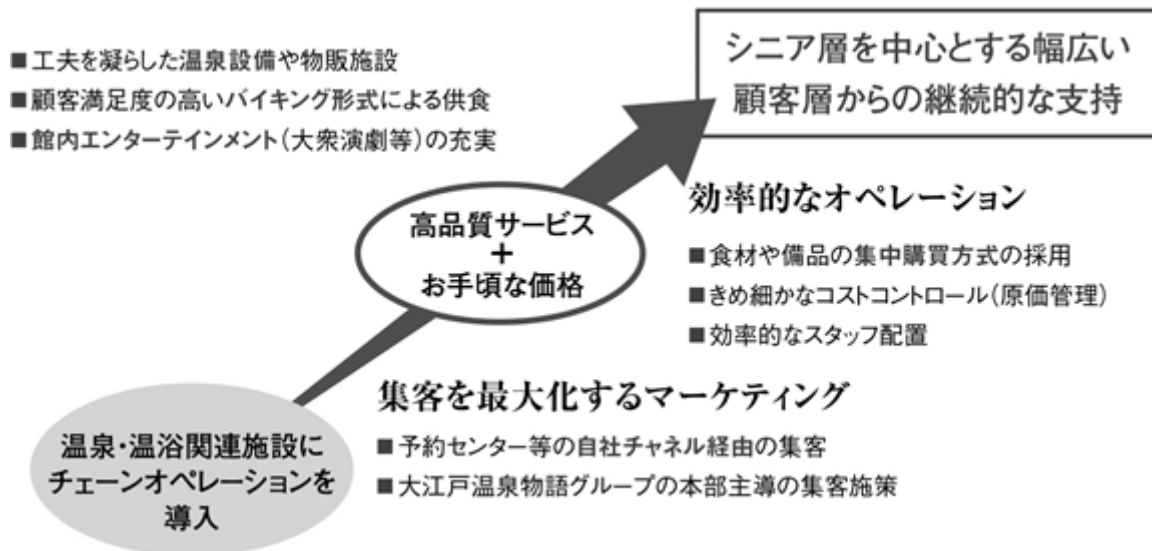 ■工夫を凝らした温泉設備や物販施設
■顧客満足度の高いバイキング形式による供食
■館内エンターテインメント(大衆演劇等)の充実
シニア層を中心とする幅広い
顧客層からの継続的な支持
高品質サービス
+
お手頃な価格
効率的なオペレーション
■食材や備品の集中購買方式の採用
■きめ細かなコストコントロール(原価管理)
■効率的なスタッフ配置
集客を最大化するマーケティング
■予約センター等の自社チャネル経由の集客
■大江戸温泉物語グループの本部主導の集客施策
温泉・温浴関連施設に
チェーンオペレーションを
導入